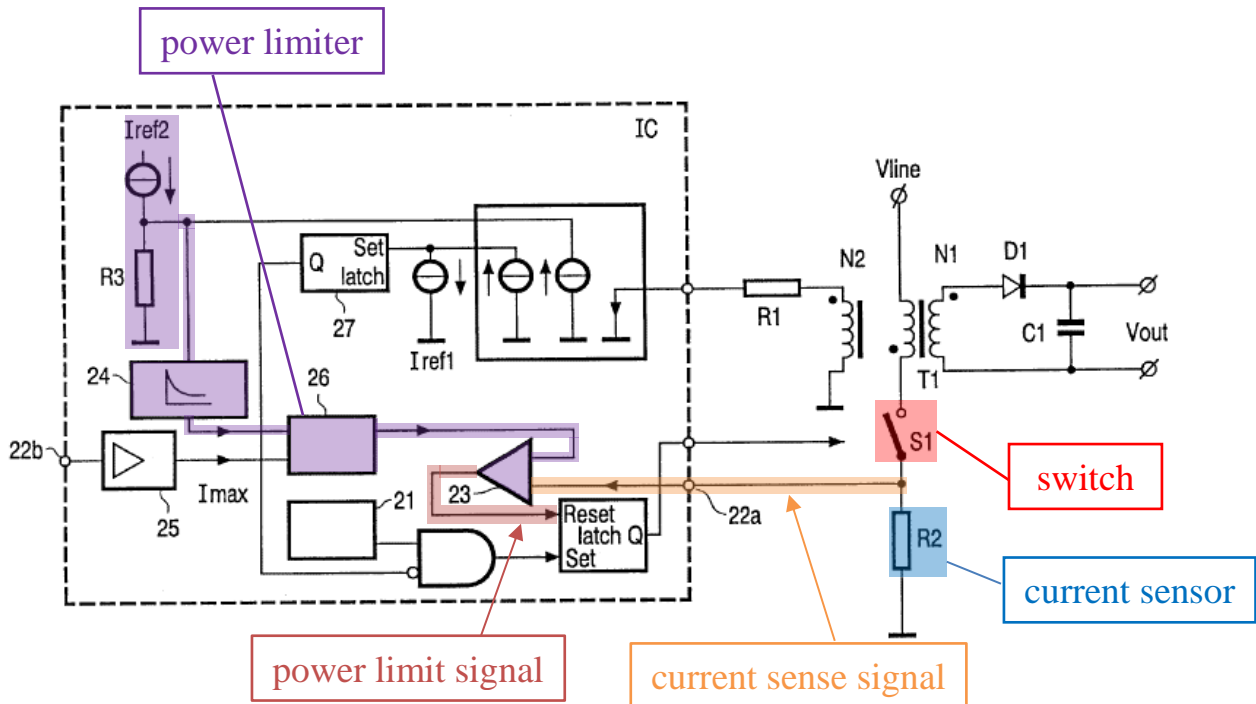 power limiter
Iref2
IC
Vline
R3
Q
Set
latch
27
Iref1
R1
N2
N1
D1
C1
Vout
T1
24
26
22b
25
Imax
23
21
Reset
latch Q
Set
22a
S1
switch
R2
current sensor
power limit signal
current sense signal